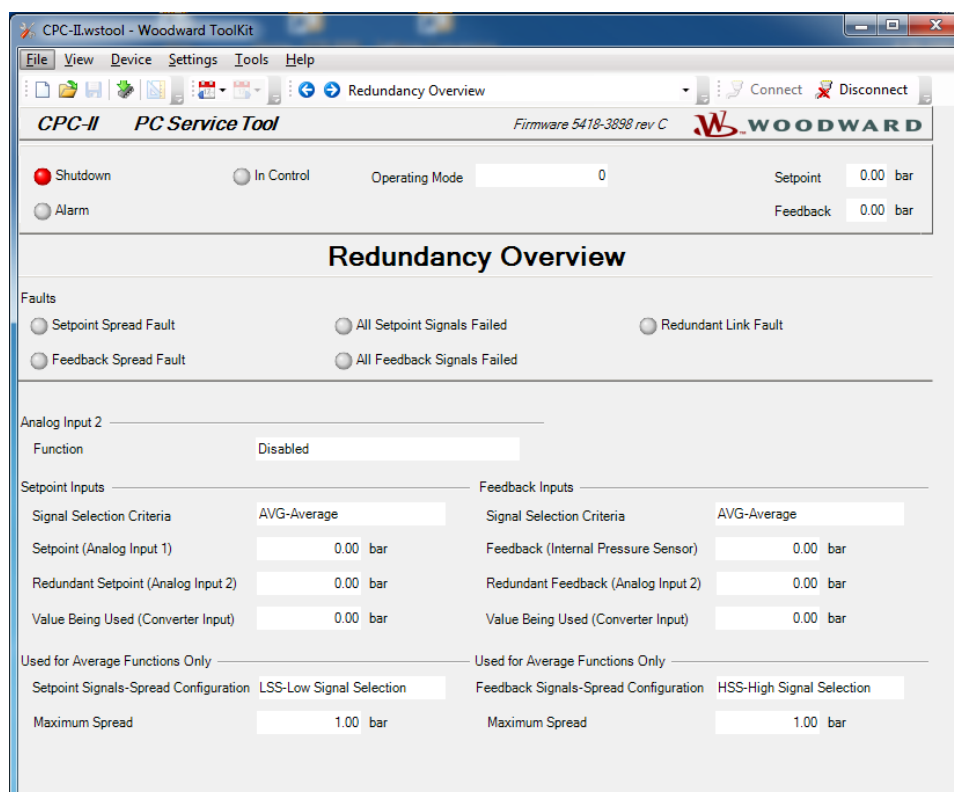 CPC-II.wstool - Woodward ToolKit
File View Device Settings Tools Help
Redundancy Overview Connect Disconnect
CPC-II PC Service Tool Firmware 5418-3898 rev C WOODWARD
Shutdown In Control Operating Mode 0 Setpoint 0.00 bar
Alarm Feedback 0.00 bar
Redundancy Overview
Faults
Setpoint Spread Fault All Setpoint Signals Failed Redundant Link Fault
Feedback Spread Fault All Feedback Signals Failed
Analog Input 2
Function Disabled
Setpoint Inputs Feedback Inputs
Signal Selection Criteria AVG-Average Signal Selection Criteria AVG-Average
Setpoint (Analog Input 1) 0.00 bar Feedback (Internal Pressure Sensor) 0.00 bar
Redundant Setpoint (Analog Input 2) 0.00 bar Redundant Feedback (Analog Input 2) 0.00 bar
Value Being Used (Converter Input) 0.00 bar Value Being Used (Converter Input) 0.00 bar
Used for Average Functions Only Used for Average Functions Only
Setpoint Signals-Spread Configuration LSS-Low Signal Selection Feedback Signals-Spread Configuration HSS-High Signal Selection
Maximum Spread 1.00 bar Maximum Spread 1.00 bar